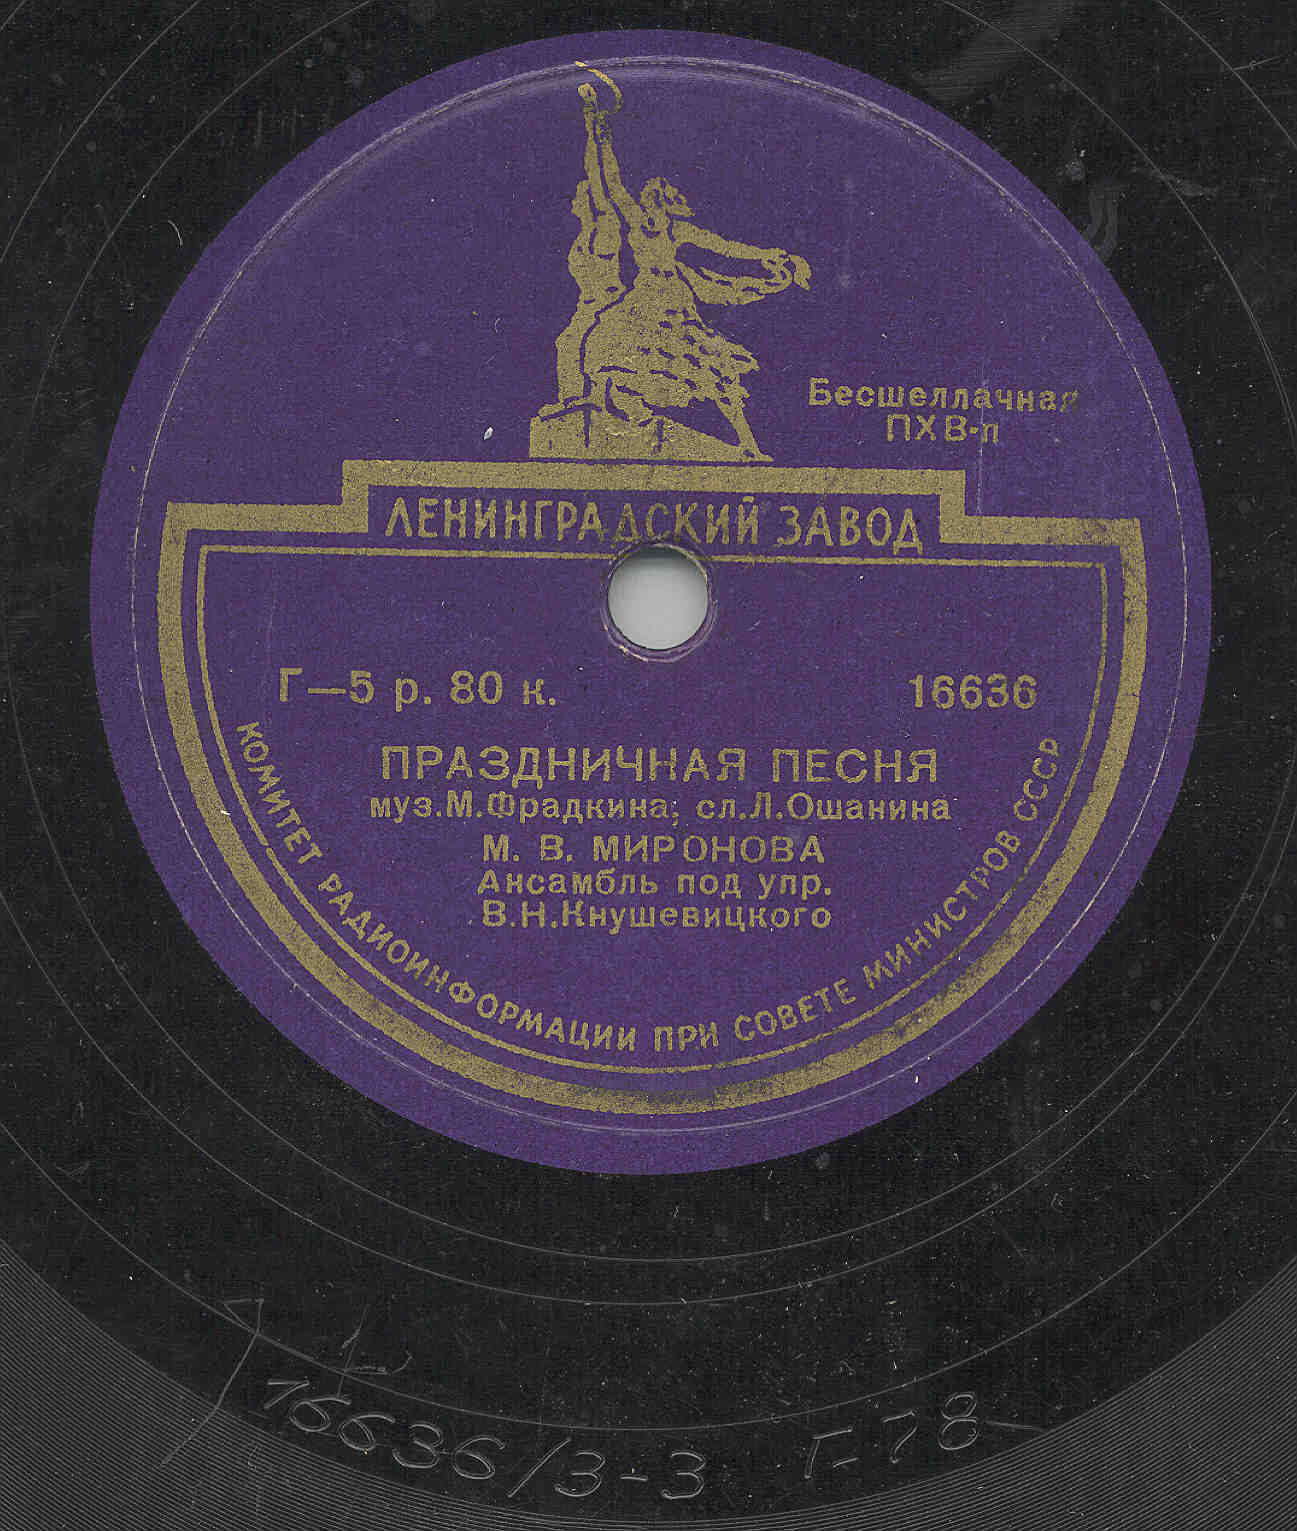 Бесшеллачная
ПХВ-п
ЛЕНИНГРАДСКИЙ ЗАВОД
Г—5 р. 80 к.
16636
ПРАЗДНИЧНАЯ ПЕСНЯ
муз.М.Фрадкина; сл.Л.Ошанина
М. В. МИРОНОВА
Ансамбль под упр.
В.Н.Кнушевицкого
КОМИТЕТ РАДИОИНФОРМАЦИИ ПРИ СОВЕТЕ МИНИСТРОВ СССР
16636/3-3 Г-78